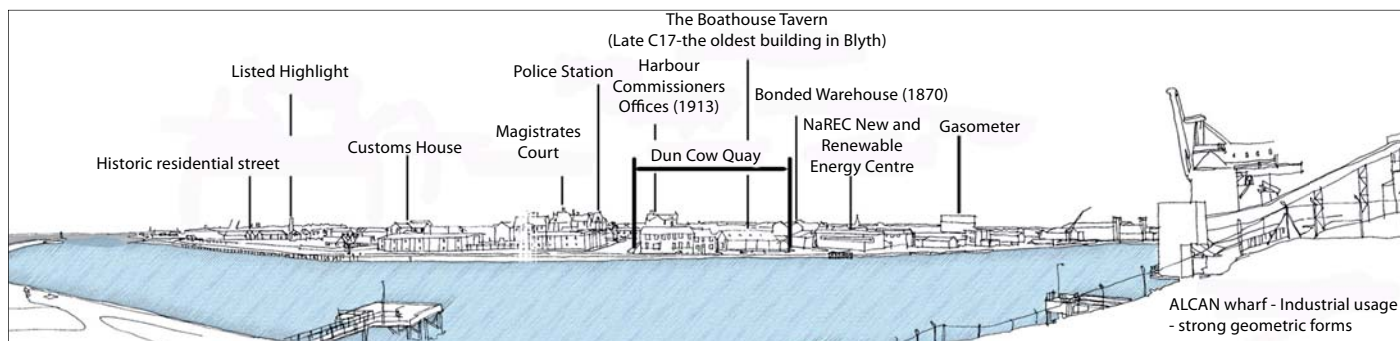 The Boathouse Tavern
(Late C17-the oldest building in Blyth)
Listed Highlight
Police Station
Harbour
Commissioners
Offices (1913)
Bonded Warehouse (1870)
Historic residential street
Customs House
Magistrates
Court
Dun Cow Quay
NaREC New and
Renewable
Energy Centre
Gasometer
ALCAN wharf - Industrial usage
- strong geometric forms